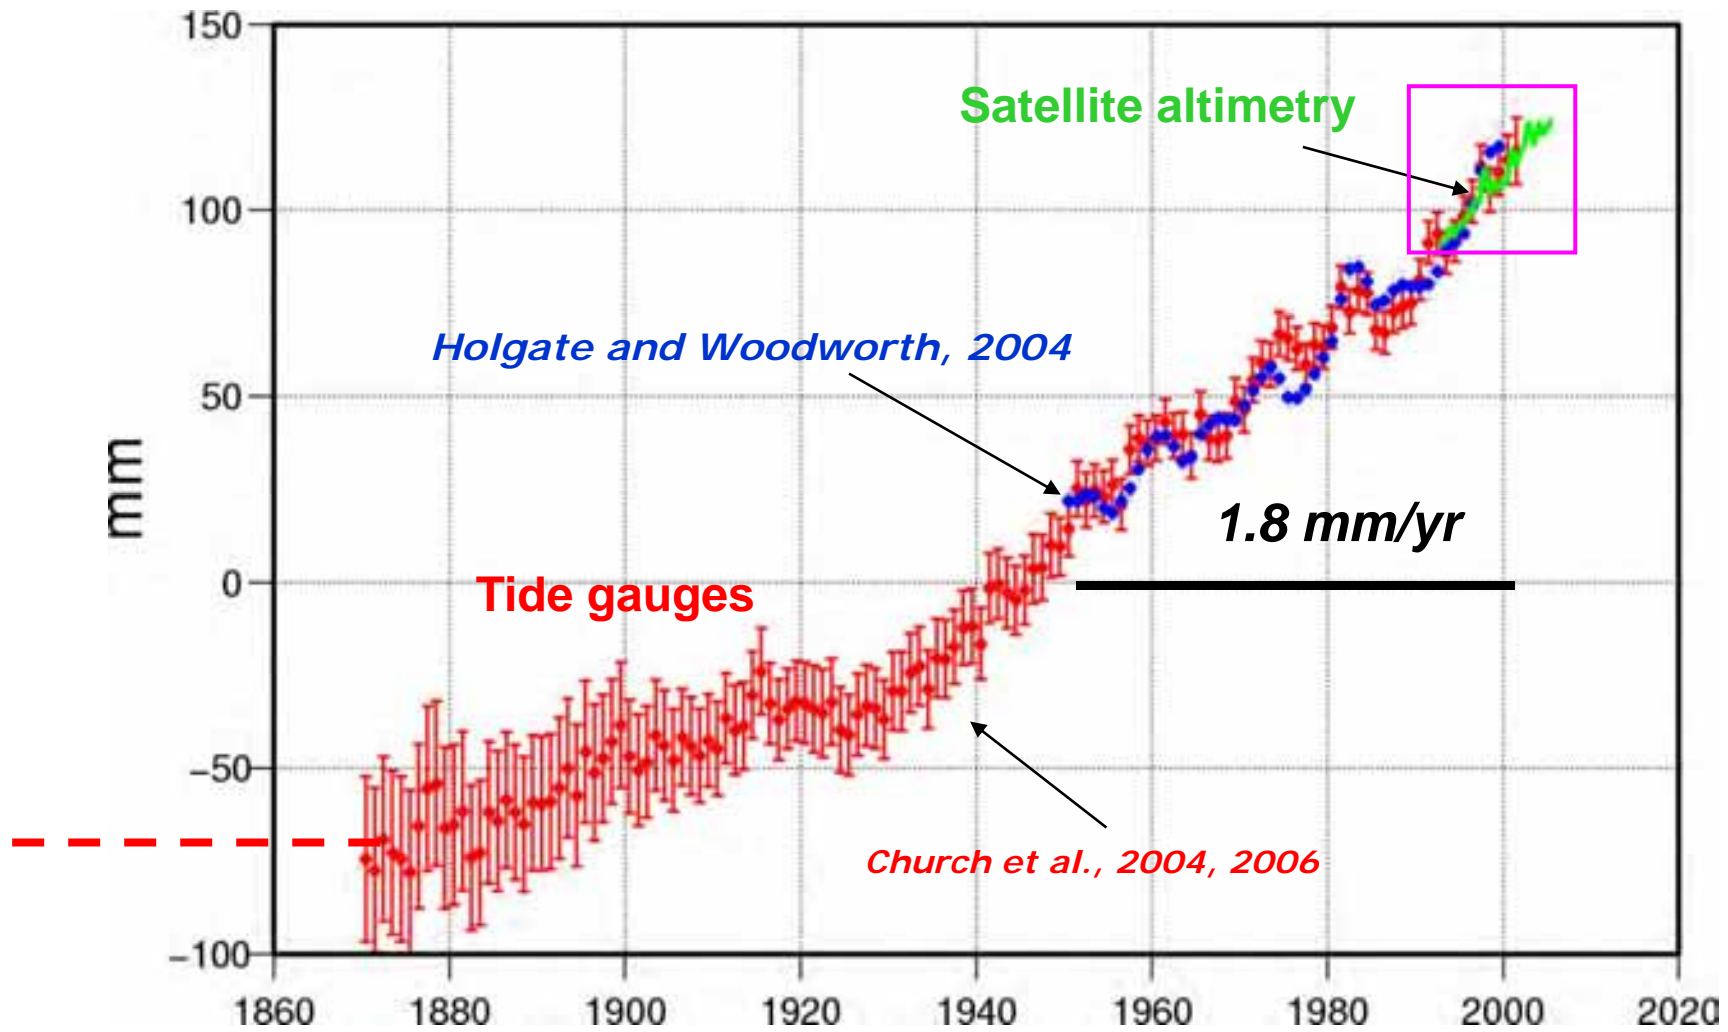 150
Satellite altimetry
100
Holgate and Woodworth, 2004
50
mm
1.8 mm/yr
0
Tide gauges
−50
Church et al., 2004, 2006
−100
1860 1880 1900 1920 1940 1960 1980 2000 2020